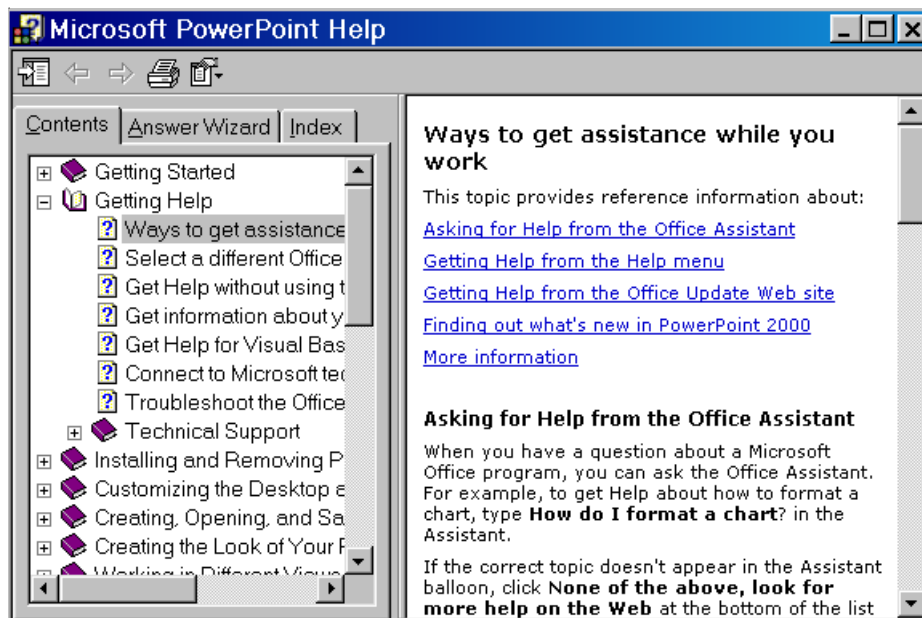 Microsoft PowerPoint Help
Contents
Answer Wizard
Index
Getting Started
Getting Help
Ways to get assistance
Select a different Office
Get Help without using t
Get information about y
Get Help for Visual Bas
Connect to Microsoft tec
Troubleshoot the Office
Technical Support
Installing and Removing P
Customizing the Desktop a
Creating, Opening, and Sa
Creating the Look of Your P
Working in Different Views
Ways to get assistance while you
work
This topic provides reference information about:
Asking for Help from the Office Assistant
Getting Help from the Help menu
Getting Help from the Office Update Web site
Finding out what's new in PowerPoint 2000
More information
Asking for Help from the Office Assistant
When you have a question about a Microsoft
Office program, you can ask the Office Assistant.
For example, to get Help about how to format a
chart, type How do I format a chart? in the
Assistant.
If the correct topic doesn't appear in the Assistant
balloon, click None of the above, look for
more help on the Web at the bottom of the list